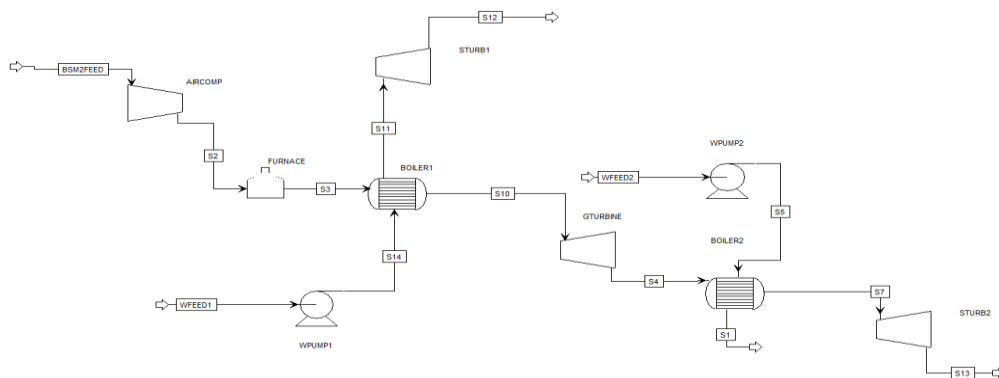 S12
STURB1
BSM2FEED
AIRCOMP
S11
S2
FURNACE
WPUMP2
BOILER1
S3
S10
WFEED2
S5
GTURBINE
BOILER2
S14
S4
S7
WFEED1
STURB2
S1
WPUMP1
S13